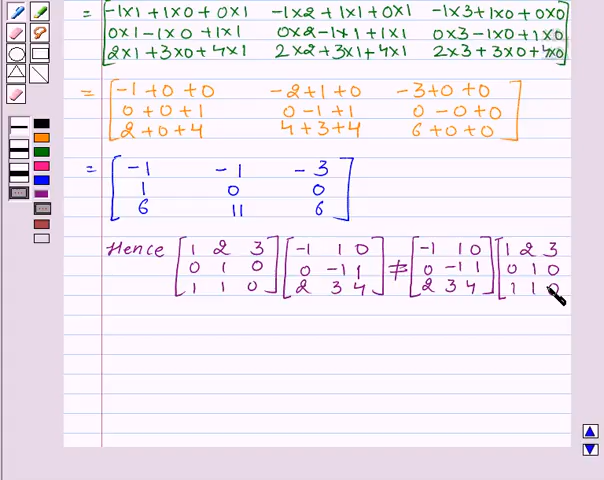 = [-1×1+1×0+0×1 -1×2+1×1+0×1 -1×3+1×0+0×0
0×1-1×0+1×1 0×2-1×1+1×1 0×3-1×0+1×0
2×1+3×0+4×1 2×2+3×1+4×1 2×3+3×0+4×0]
= [-1+0+0 -2+1+0 -3+0+0
0+0+1 0-1+1 0-0+0
2+0+4 4+3+4 6+0+0]
= [-1 -1 -3
1 0 0
6 11 6]
Hence [1 2 3 [-1 1 0 ≠ [-1 1 0 [1 2 3
0 1 0 0 -1 1 0 -1 1 0 1 0
1 1 0] 2 3 4] 2 3 4] 1 1 0]